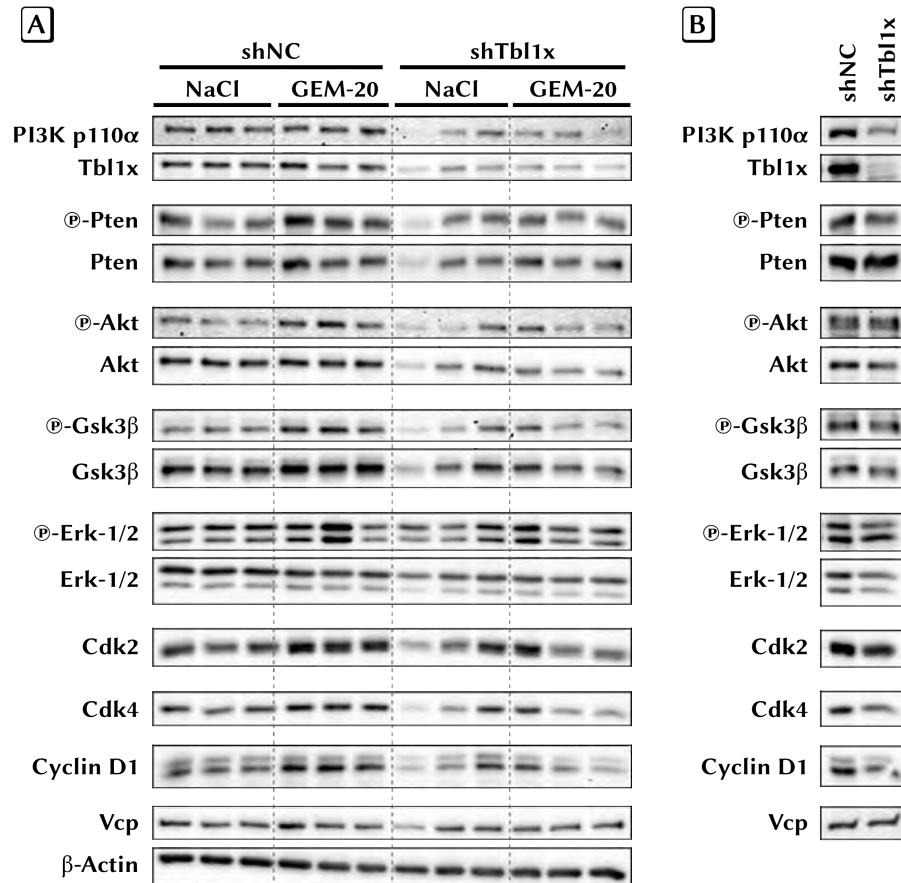 A
shNC shTbl1x
NaCl GEM-20 NaCl GEM-20
PI3K p110α
Tbl1x
Ⓟ-Pten
Pten
Ⓟ-Akt
Akt
Ⓟ-Gsk3β
Gsk3β
Ⓟ-Erk-1/2
Erk-1/2
Cdk2
Cdk4
Cyclin D1
Vcp
β-Actin
B
shNC
shTbl1x
PI3K p110α
Tbl1x
Ⓟ-Pten
Pten
Ⓟ-Akt
Akt
Ⓟ-Gsk3β
Gsk3β
Ⓟ-Erk-1/2
Erk-1/2
Cdk2
Cdk4
Cyclin D1
Vcp